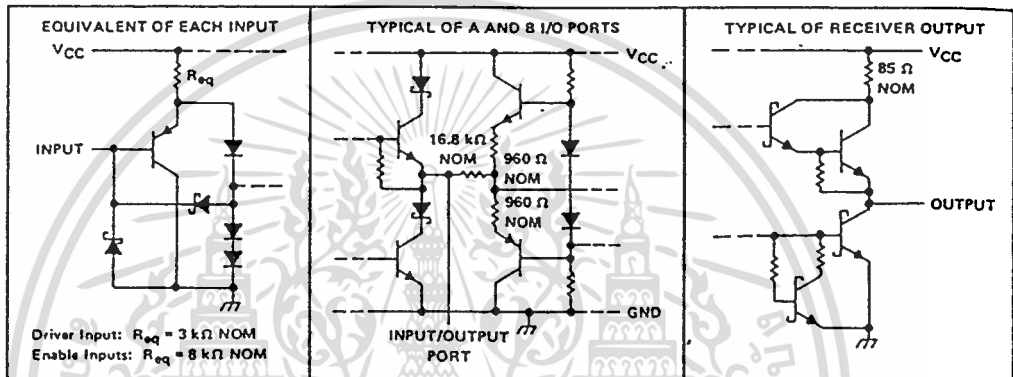 EQUIVALENT OF EACH INPUT
VCC
Req
INPUT
Driver Input: Req = 3 kΩ NOM
Enable Inputs: Req = 8 kΩ NOM
TYPICAL OF A AND B I/O PORTS
VCC
16.8 kΩ
NOM
960 Ω
NOM
960 Ω
NOM
GND
INPUT/OUTPUT
PORT
TYPICAL OF RECEIVER OUTPUT
VCC
85 Ω
NOM
OUTPUT